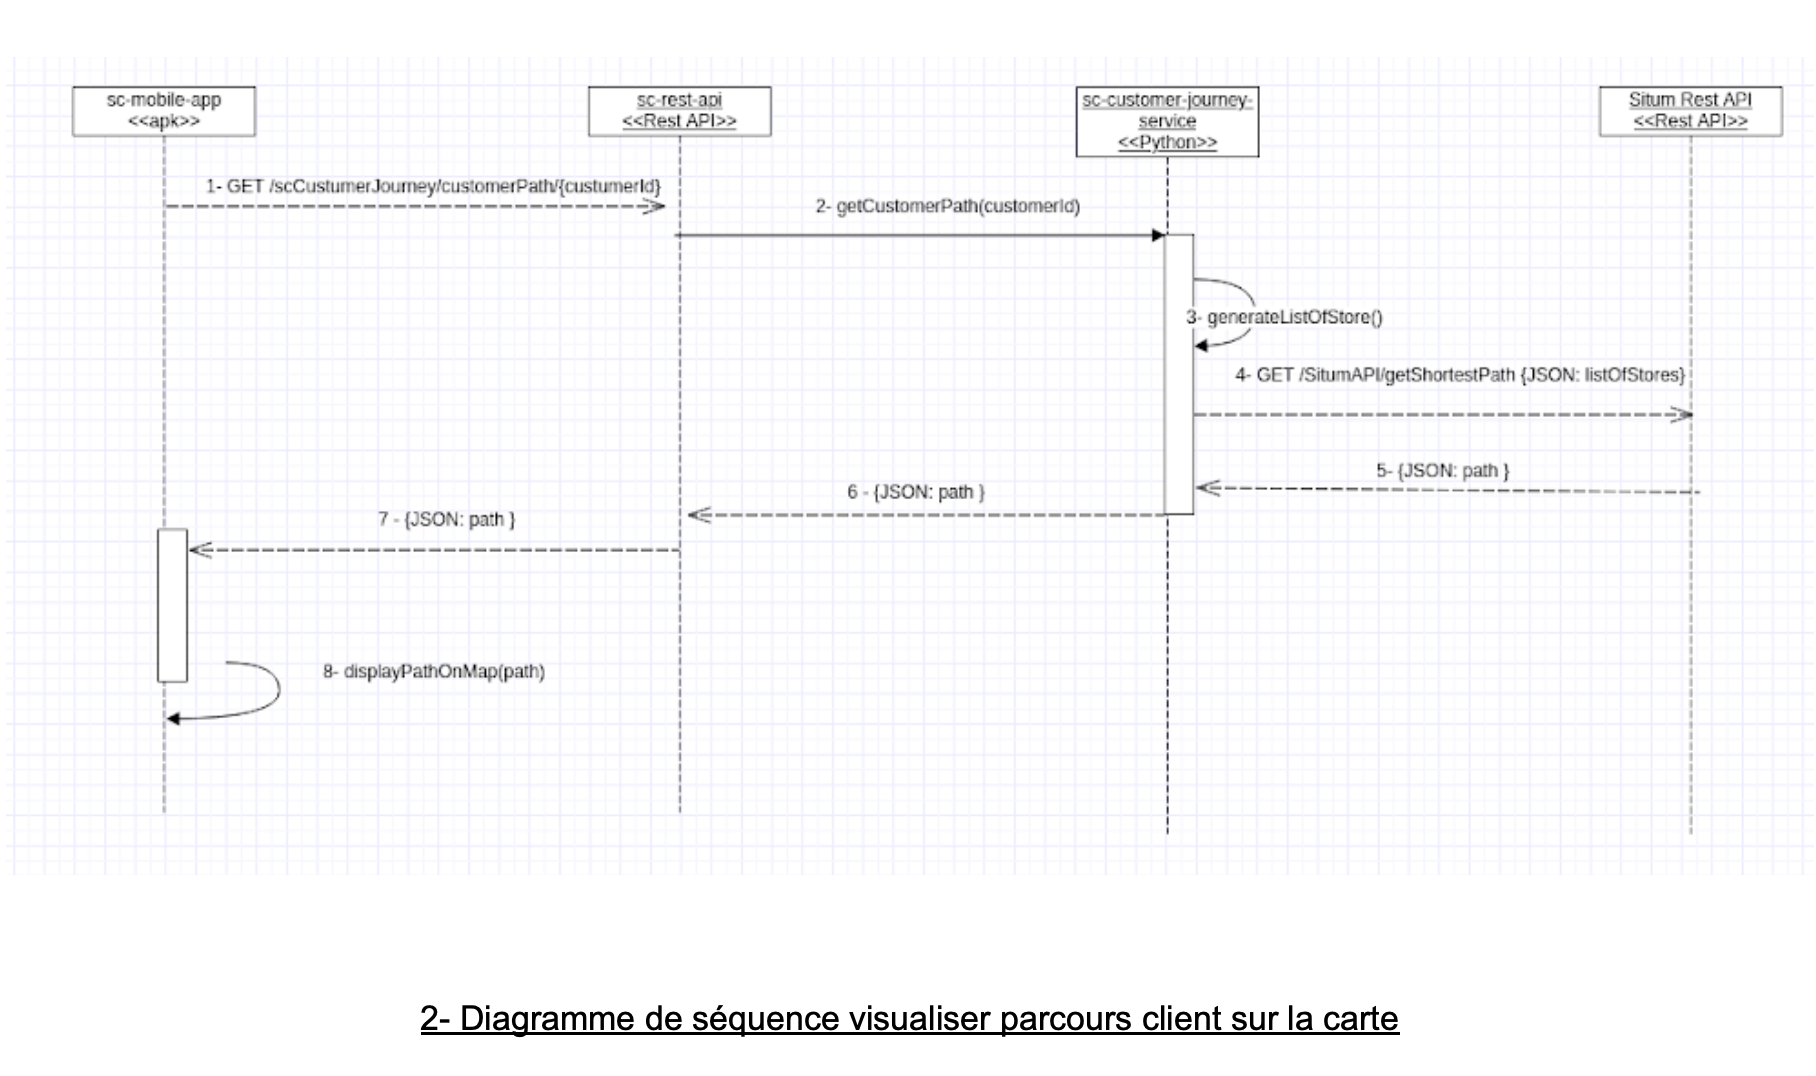 sc-mobile-app
<<apk>>
sc-rest-api
<<Rest API>>
sc-customer-journey-
service
<<Python>>
Situm Rest API
<<Rest API>>
1- GET /scCustumerJourney/customerPath/{custumerId}
2- getCustomerPath(customerId)
3- generateListOfStore()
4- GET /SitumAPI/getShortestPath {JSON: listOfStores}
5- {JSON: path }
6 - {JSON: path }
7 - {JSON: path }
8- displayPathOnMap(path)
2- Diagramme de séquence visualiser parcours client sur la carte